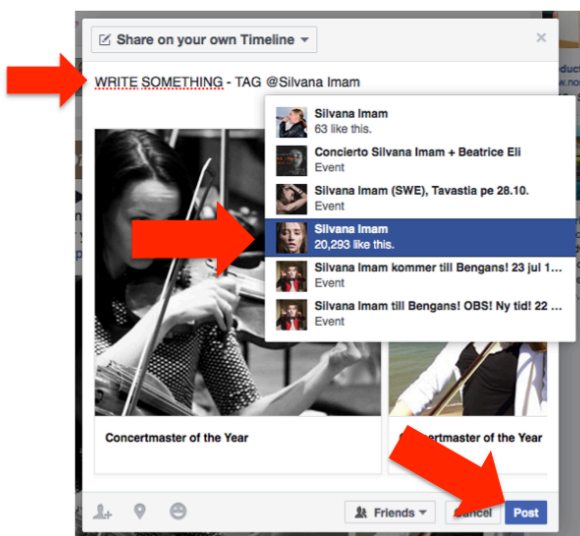 Share on your own Timeline
WRITE SOMETHING - TAG @Silvana Imam
Silvana Imam
63 like this.
Concierto Silvana Imam + Beatrice Eli
Event
Silvana Imam (SWE), Tavastia pe 28.10.
Event
Silvana Imam
20,293 like this.
Silvana Imam kommer till Bengans! 23 jul 1...
Event
Silvana Imam till Bengans! OBS! Ny tid! 22 ...
Event
Concertmaster of the Year
Concertmaster of the Year
Friends
Cancel
Post